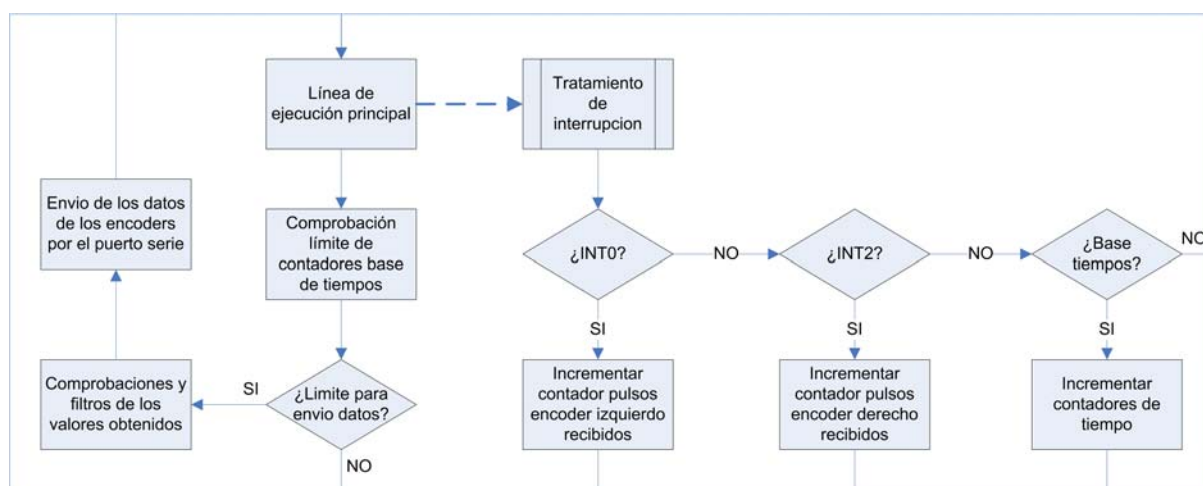 Línea de
ejecución principal
Tratamiento
de
interrupcion
Envio de los datos
de los encoders
por el puerto serie
Comprobación
límite de
contadores base
de tiempos
¿INT0?
NO
¿INT2?
NO
¿Base
tiempos?
NO
SI
SI
SI
Comprobaciones y
filtros de los
valores obtenidos
SI
¿Limite para
envio datos?
NO
Incrementar
contador pulsos
encoder izquierdo
recibidos
Incrementar
contador pulsos
encoder derecho
recibidos
Incrementar
contadores de
tiempo